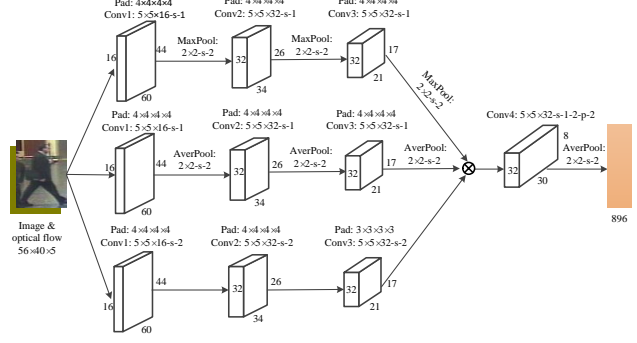 Pad: 4×4×4×4
Conv1: 5×5×16-s-1
Pad: 4×4×4×4
Conv2: 5×5×32-s-1
Pad: 4×4×4×4
Conv3: 5×5×32-s-1
16
44
60
MaxPool:
2×2-s-2
32
26
34
MaxPool:
2×2-s-2
32
17
21
MaxPool:
2×2-s-2
Pad: 4×4×4×4
Conv1: 5×5×16-s-1
Pad: 4×4×4×4
Conv2: 5×5×32-s-1
Pad: 4×4×4×4
Conv3: 5×5×32-s-1
16
44
60
AverPool:
2×2-s-2
32
26
34
AverPool:
2×2-s-2
32
17
21
AverPool:
2×2-s-2
Conv4: 5×5×32-s-1-2-p-2
32
8
30
AverPool:
2×2-s-2
896
Image &
optical flow
56×40×5
Pad: 4×4×4×4
Conv1: 5×5×16-s-2
Pad: 4×4×4×4
Conv2: 5×5×32-s-2
Pad: 3×3×3×3
Conv3: 5×5×32-s-2
16
44
60
32
26
34
32
17
21